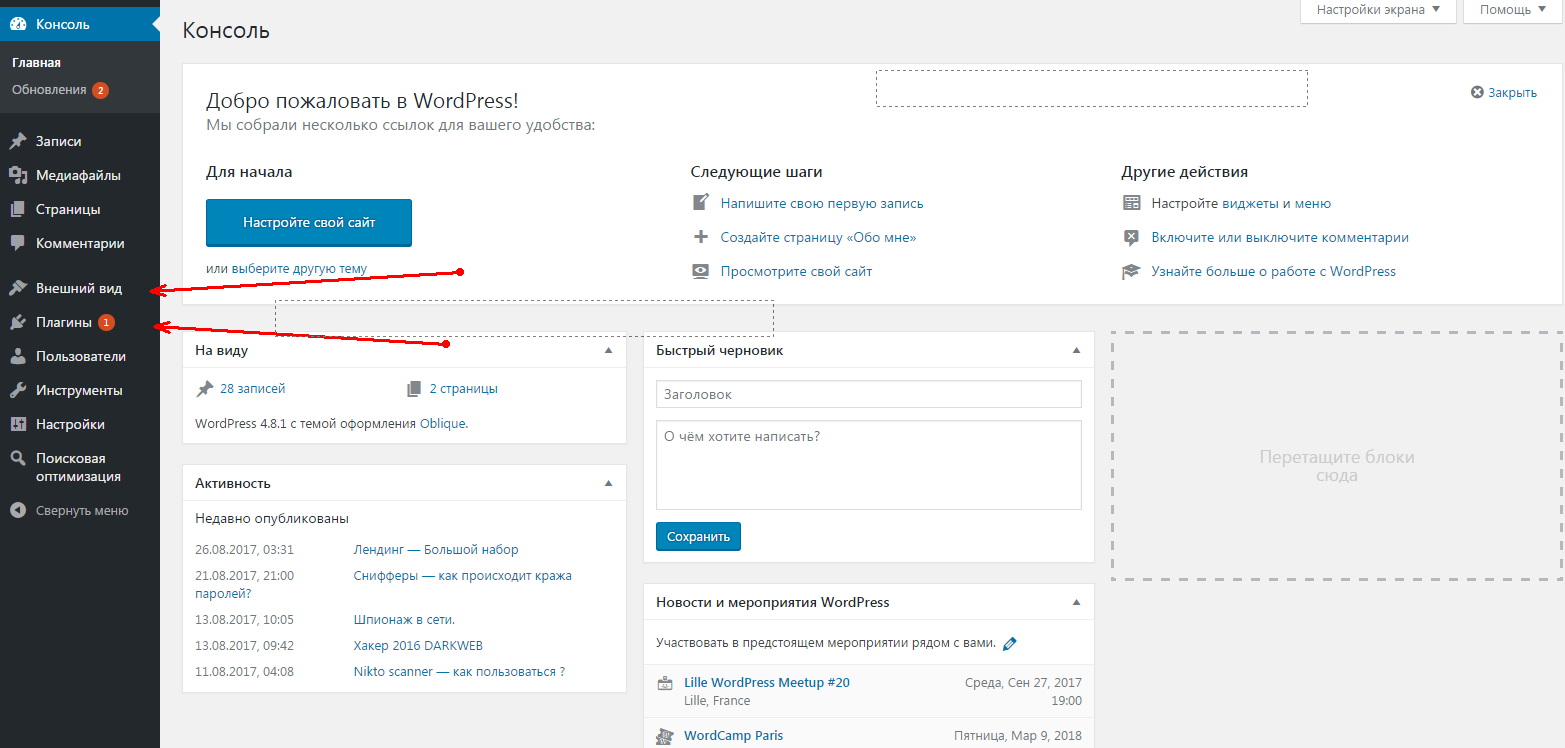 Консоль
Главная
Обновления 2
Записи
Медиафайлы
Страницы
Комментарии
Внешний вид
Плагины 1
Пользователи
Инструменты
Настройки
Поисковая
оптимизация
Свернуть меню
Настройки экрана
Помощь
Консоль
Добро пожаловать в WordPress!
Мы собрали несколько ссылок для вашего удобства:
Закрыть
Для начала
Настройте свой сайт
или выберите другую тему
Следующие шаги
Напишите свою первую запись
Создайте страницу «Обо мне»
Просмотрите свой сайт
Другие действия
Настройте виджеты и меню
Включите или выключите комментарии
Узнайте больше о работе с WordPress
На виду
28 записей
2 страницы
WordPress 4.8.1 с темой оформления Oblique.
Активность
Недавно опубликованы
26.08.2017, 03:31 Лендинг — Большой набор
21.08.2017, 21:00 Снифферы — как происходит кража
паролей?
13.08.2017, 10:05 Шпионаж в сети.
13.08.2017, 09:42 Хакер 2016 DARKWEB
11.08.2017, 04:08 Nikto scanner — как пользоваться ?
Быстрый черновик
Заголовок
О чём хотите написать?
Сохранить
Новости и мероприятия WordPress
Участвовать в предстоящем мероприятии рядом с вами.
Lille WordPress Meetup #20 Среда, Сен 27, 2017
Lille, France 19:00
WordCamp Paris Пятница, Мар 9, 2018
Перетащите блоки
сюда